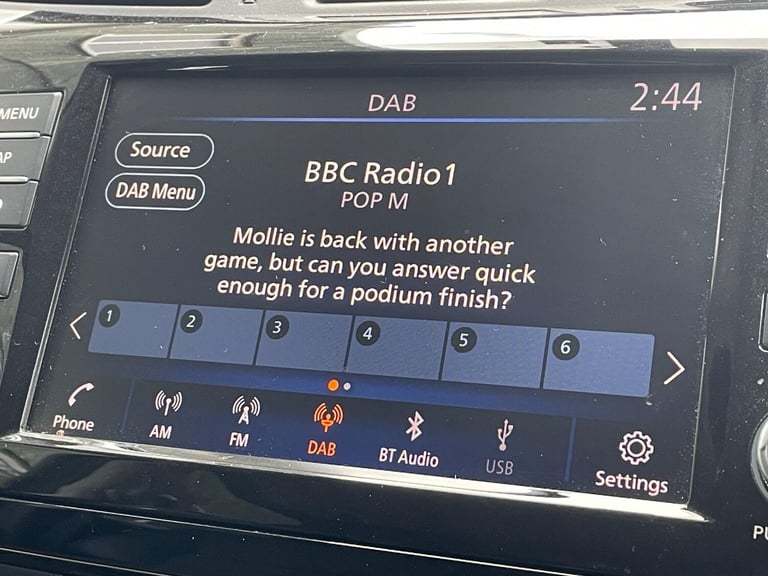 MENU
AP
DAB
2:44
Source
BBC Radio1
DAB Menu
POP M
Mollie is back with another
game, but can you answer quick
enough for a podium finish?
1 2 3 4 5 6
Phone AM FM DAB BT Audio USB Settings
PU